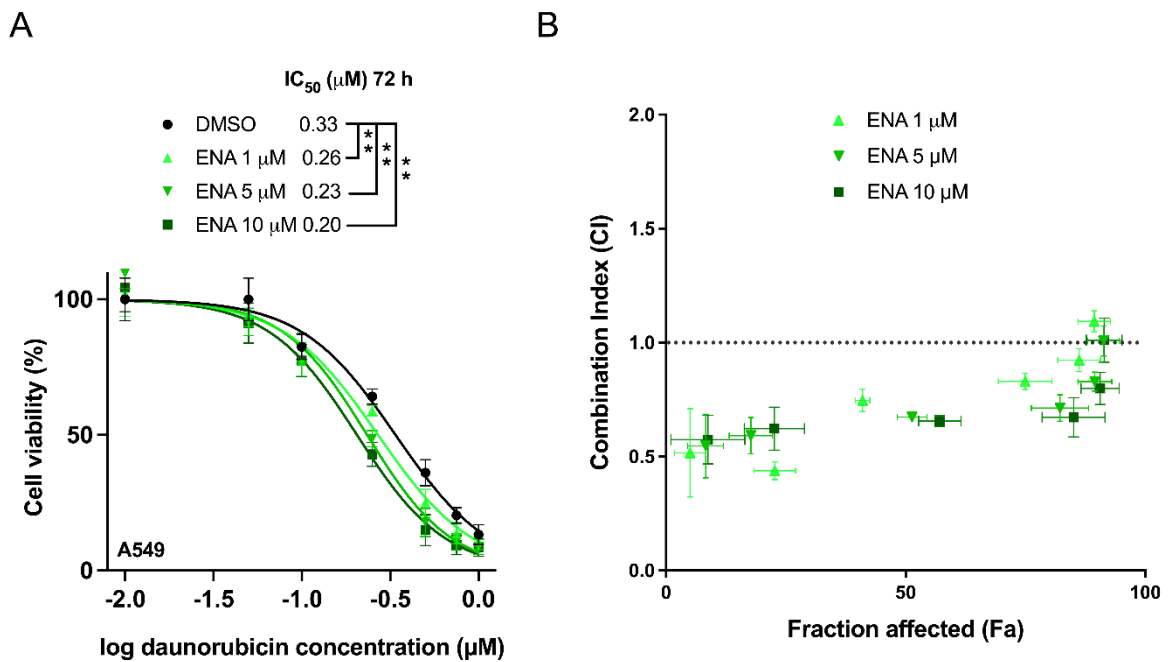 A
IC50 (µM) 72 h
DMSO 0.33
ENA 1 µM 0.26
ENA 5 µM 0.23
ENA 10 µM 0.20
**
**
**
Cell viability (%)
100
50
0
A549
-2.0 -1.5 -1.0 -0.5 0.0
log daunorubicin concentration (µM)
B
ENA 1 µM
ENA 5 µM
ENA 10 µM
Combination Index (CI)
2.0
1.5
1.0
0.5
0.0
0 50 100
Fraction affected (Fa)